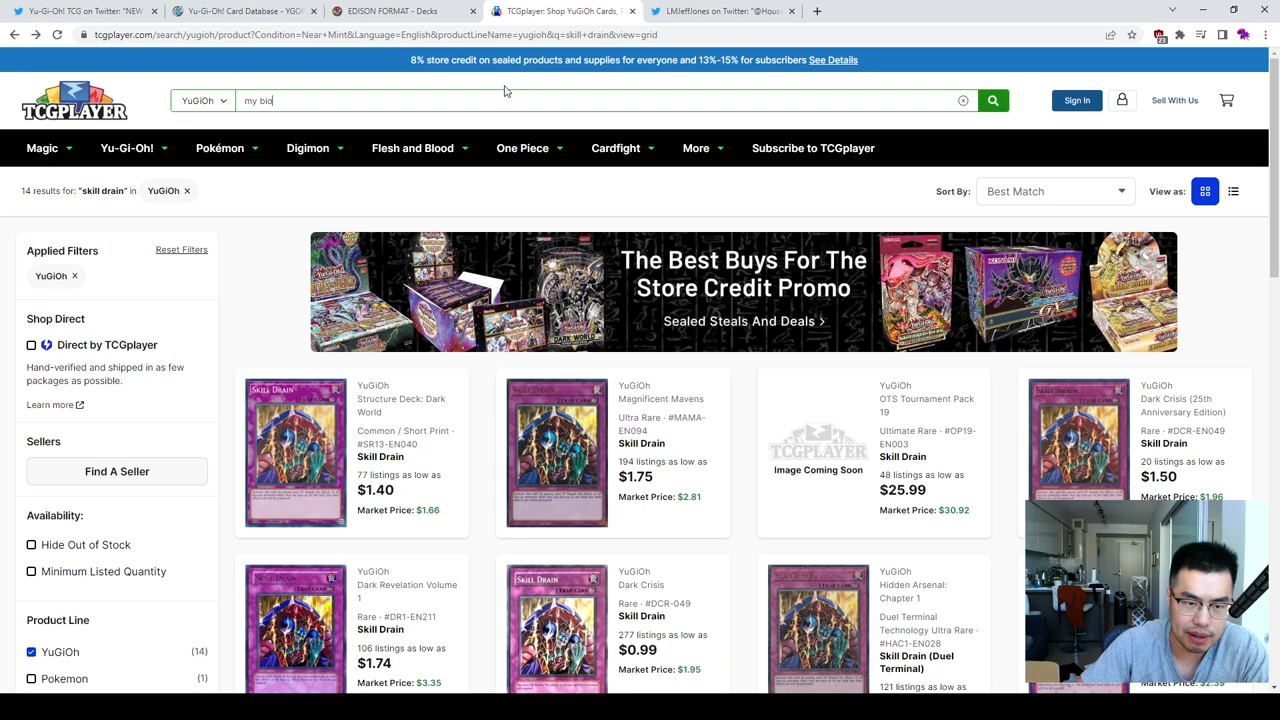 Yu-Gi-Oh! TCG on Twitter: "NEW
Yu-Gi-Oh! Card Database - YGO
EDISON FORMAT - Decks
TCGplayer: Shop YuGiOh Cards,
LMJeffJones on Twitter: "@Hous
tcgplayer.com/search/yugioh/product?Condition=Near+Mint&Language=English&productLineName=yugioh&q=skill+drain&view=grid
23
8% store credit on sealed products and supplies for everyone and 13%-15% for subscribers See Details
TCGPLAYER
YuGiOh
my bio
Sign In
Sell With Us
Magic
Yu-Gi-Oh!
Pokémon
Digimon
Flesh and Blood
One Piece
Cardfight
More
Subscribe to TCGplayer
14 results for: "skill drain" in
YuGiOh
Sort By:
Best Match
View as:
Applied Filters
Reset Filters
YuGiOh
Shop Direct
Direct by TCGplayer
Hand-verified and shipped in as few
packages as possible.
Learn more
Sellers
Find A Seller
Availability:
Hide Out of Stock
Minimum Listed Quantity
Product Line
YuGiOh
(14)
Pokemon
(1)
The Best Buys For The
Store Credit Promo
Sealed Steals And Deals >
SKILL DRAIN
YuGiOh
Structure Deck: Dark
World
Common / Short Print ·
#SR13-EN040
Skill Drain
77 listings as low as
$1.40
Market Price: $1.66
YuGiOh
Magnificent Mavens
Ultra Rare · #MAMA-
EN094
Skill Drain
194 listings as low as
$1.75
Market Price: $2.81
TCGPLAYER
Image Coming Soon
YuGiOh
OTS Tournament Pack
19
Ultimate Rare · #OP19-
EN003
Skill Drain
48 listings as low as
$25.99
Market Price: $30.92
YuGiOh
Dark Crisis (25th
Anniversary Edition)
Rare · #DCR-EN049
Skill Drain
20 listings as low as
$1.50
Market Price: $1.96
YuGiOh
Dark Revelation Volume
1
Rare · #DR1-EN211
Skill Drain
106 listings as low as
$1.74
Market Price: $3.35
SKILL DRAIN
YuGiOh
Dark Crisis
Rare · #DCR-049
Skill Drain
277 listings as low as
$0.99
Market Price: $1.95
YuGiOh
Hidden Arsenal:
Chapter 1
Duel Terminal
Technology Ultra Rare ·
#HAC1-EN028
Skill Drain (Duel
Terminal)
121 listings as low as